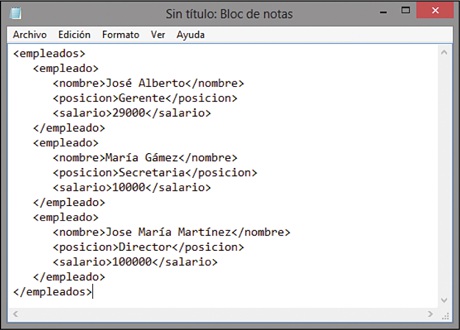 Sin título: Bloc de notas
Archivo Edición Formato Ver Ayuda
<empleados>
<empleado>
<nombre>José Alberto</nombre>
<posicion>Gerente</posicion>
<salario>29000</salario>
</empleado>
<empleado>
<nombre>María Gámez</nombre>
<posicion>Secretaria</posicion>
<salario>10000</salario>
</empleado>
<empleado>
<nombre>Jose María Martínez</nombre>
<posicion>Director</posicion>
<salario>100000</salario>
</empleado>
</empleados>